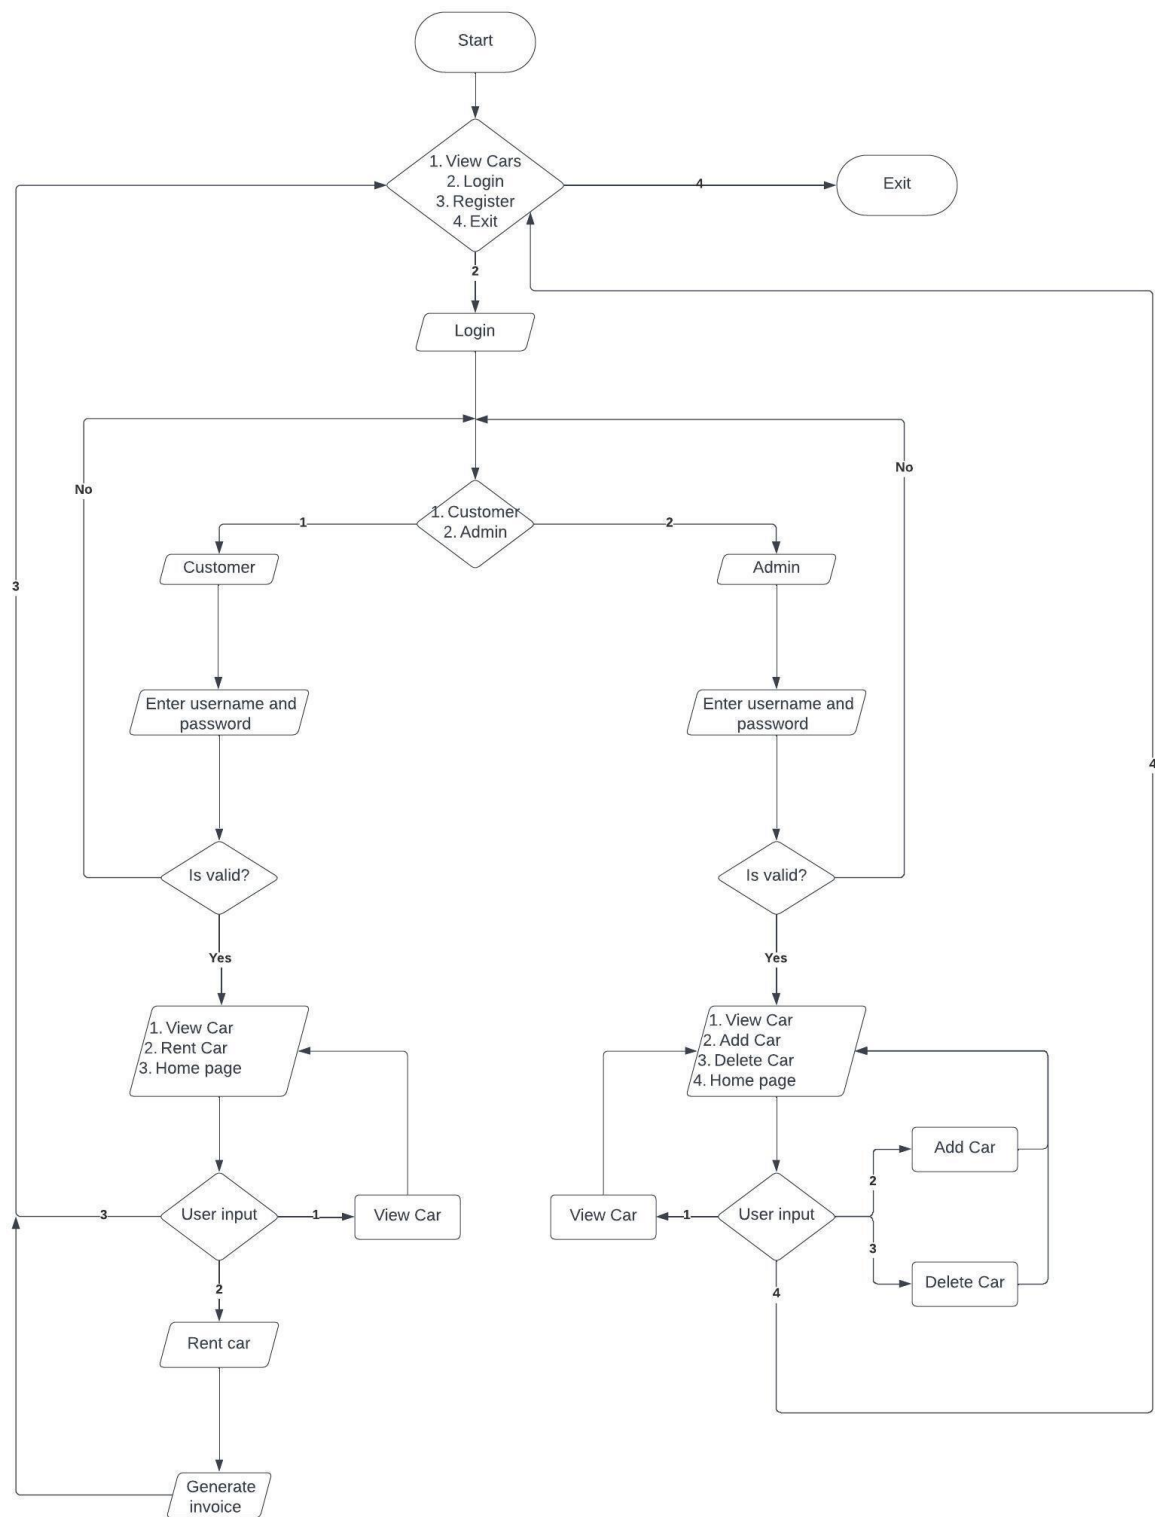 Start
1. View Cars
2. Login
3. Register
4. Exit
4
Exit
2
Login
No
No
1. Customer
2. Admin
1
2
Customer
Admin
3
Enter username and
password
Enter username and
password
4
Is valid?
Is valid?
Yes
Yes
1. View Car
2. Rent Car
3. Home page
1. View Car
2. Add Car
3. Delete Car
4. Home page
Add Car
2
3
User input
1
View Car
View Car
1
User input
3
Delete Car
2
4
Rent car
Generate
invoice